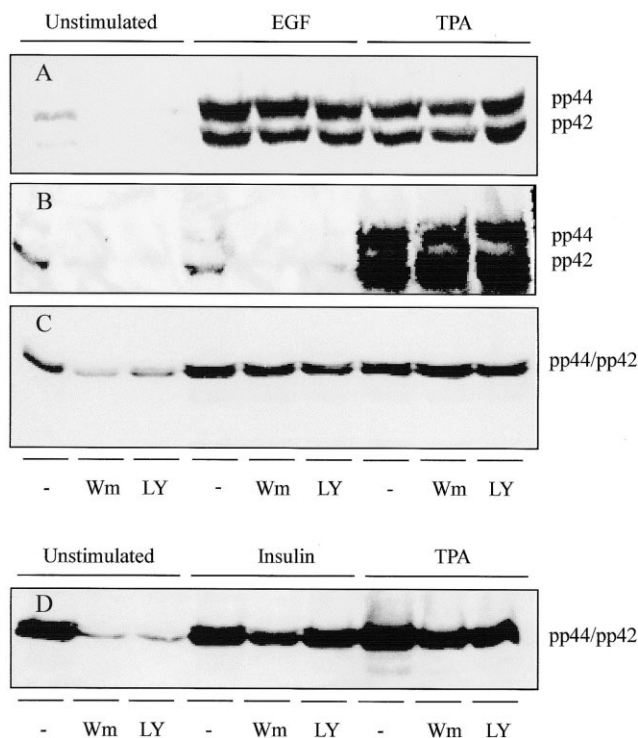 Unstimulated EGF TPA
A
pp44
pp42
B
pp44
pp42
C
pp44/pp42
- Wm LY - Wm LY - Wm LY
Unstimulated Insulin TPA
D
pp44/pp42
- Wm LY - Wm LY - Wm LY